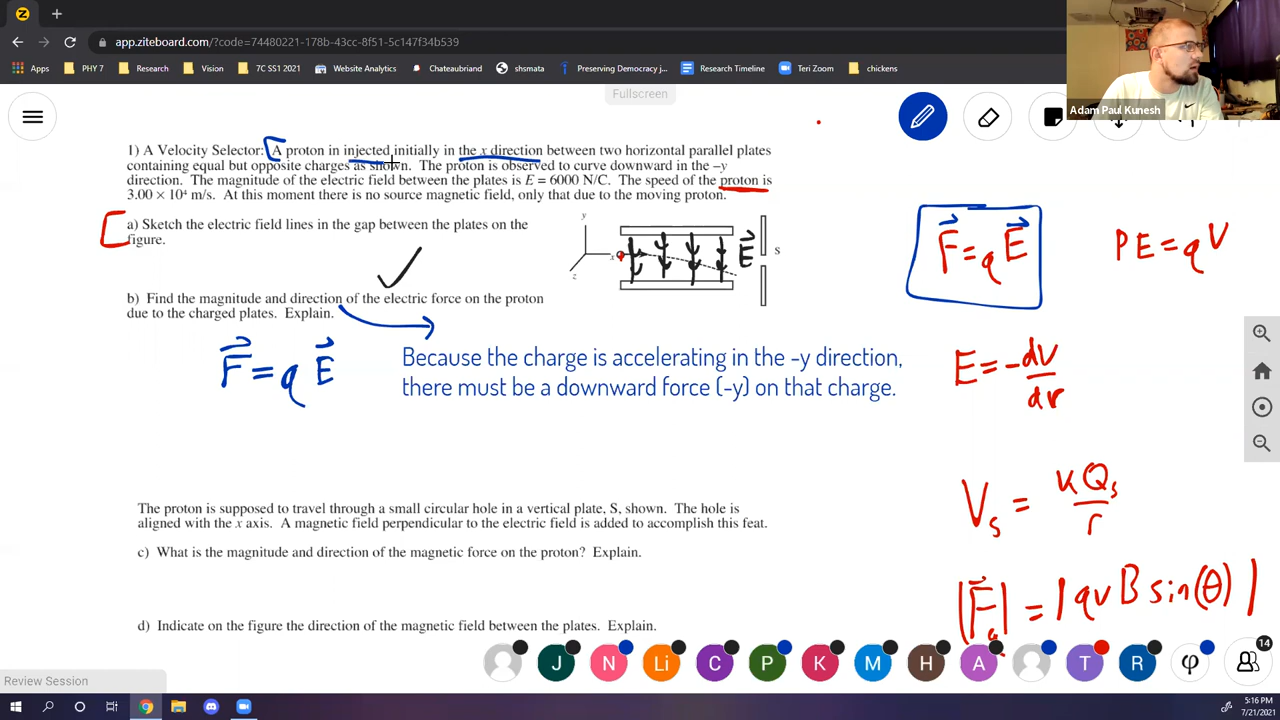 app.ziteboard.com/?code=74480221-178b-43cc-8f51-5c147f34b539
Apps
PHY 7
Research
Vision
7C SS1 2021
Website Analytics
Chateaubriand
shsmata
Preserving Democracy...
Research Timeline
Teri Zoom
chickens
Fullscreen
Adam Paul Kunesh
1) A Velocity Selector: A proton in injected initially in the x direction between two horizontal parallel plates
containing equal but opposite charges as shown. The proton is observed to curve downward in the –y
direction. The magnitude of the electric field between the plates is E = 6000 N/C. The speed of the proton is
3.00 × 10⁴ m/s. At this moment there is no source magnetic field, only that due to the moving proton.
a) Sketch the electric field lines in the gap between the plates on the
figure.
y
x
z
E
S
b) Find the magnitude and direction of the electric force on the proton
due to the charged plates. Explain.
F = q E
Because the charge is accelerating in the -y direction,
there must be a downward force (-y) on that charge.
F = q E
PE = qV
E = - dV/dr
V_s = kQ_s/r
The proton is supposed to travel through a small circular hole in a vertical plate, S, shown. The hole is
aligned with the x axis. A magnetic field perpendicular to the electric field is added to accomplish this feat.
c) What is the magnitude and direction of the magnetic force on the proton? Explain.
|F| = |qvB sin(θ)|
d) Indicate on the figure the direction of the magnetic field between the plates. Explain.
J
N
Li
C
P
K
M
H
A
T
R
φ
14
Review Session
5:16 PM
7/21/2021